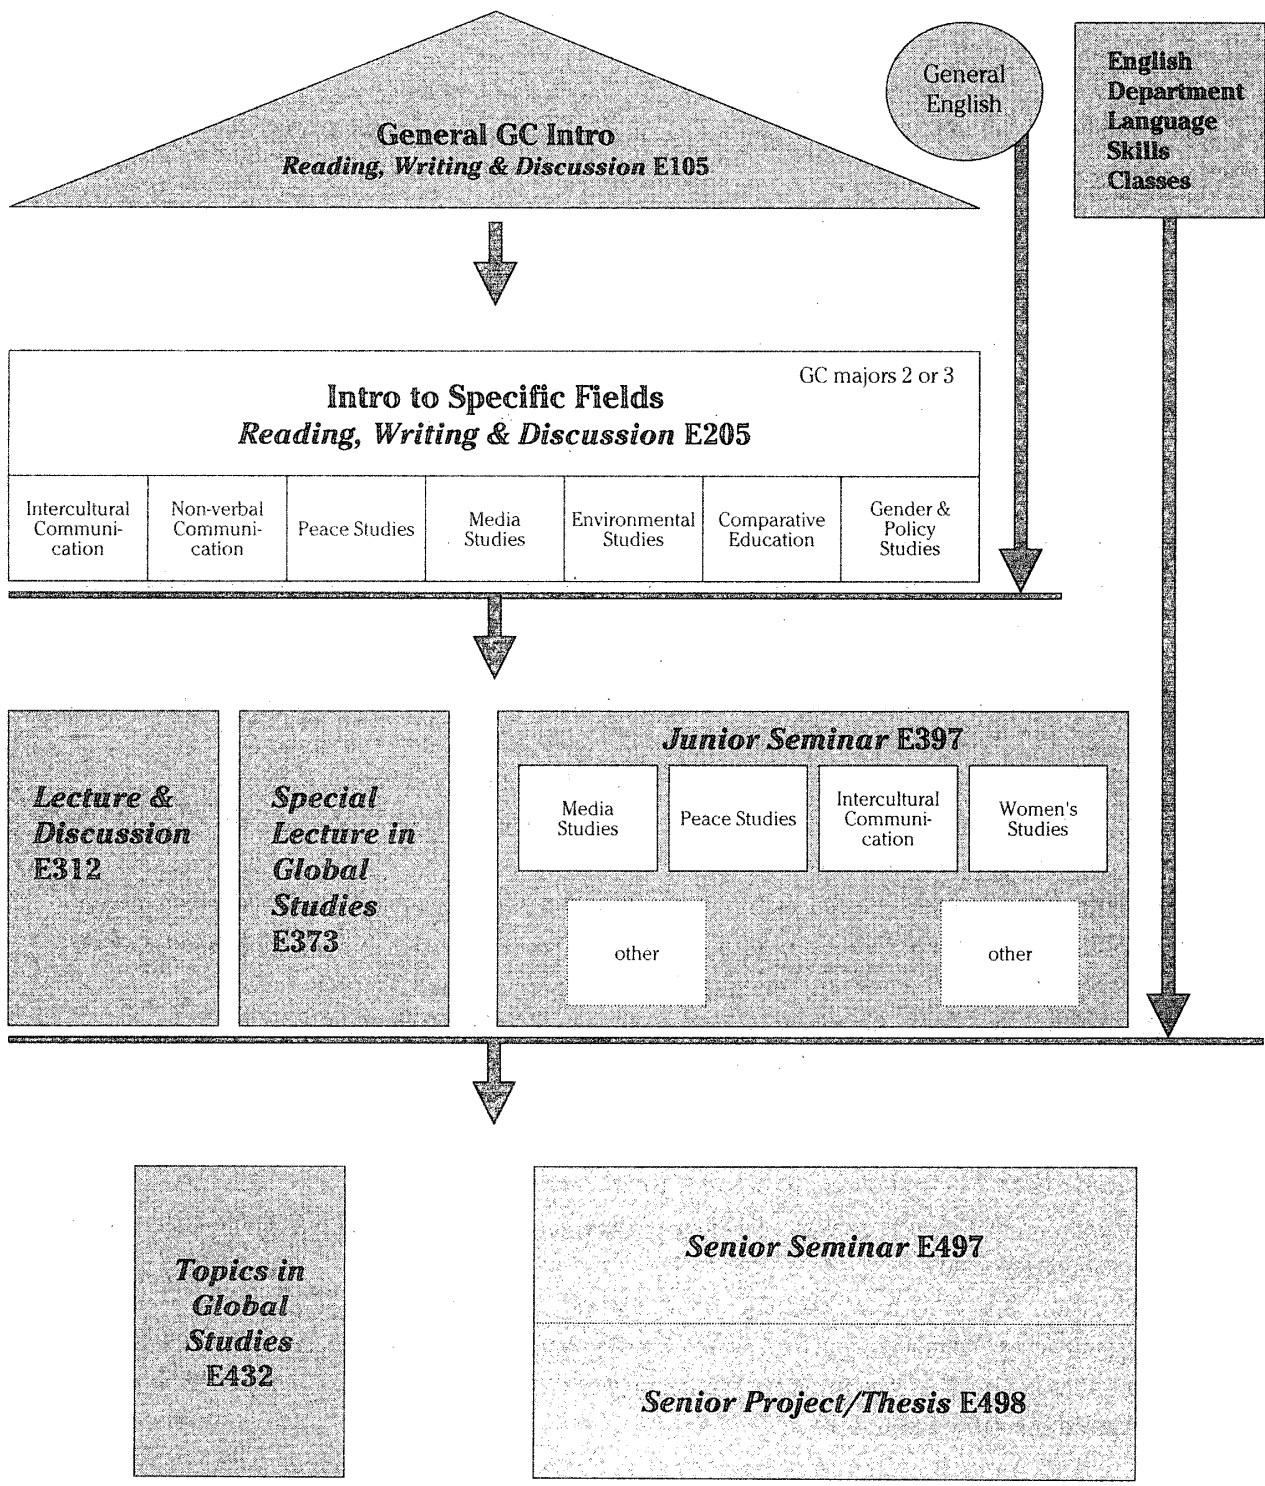 General GC Intro
Reading, Writing & Discussion E105
General
English
English
Department
Language
Skills
Classes
GC majors 2 or 3
Intro to Specific Fields
Reading, Writing & Discussion E205
Intercultural
Communi-
cation
Non-verbal
Communi-
cation
Peace Studies
Media
Studies
Environmental
Studies
Comparative
Education
Gender &
Policy
Studies
Lecture &
Discussion
E312
Special
Lecture in
Global
Studies
E373
Junior Seminar E397
Media
Studies
Peace Studies
Intercultural
Communi-
cation
Women's
Studies
other
other
Topics in
Global
Studies
E432
Senior Seminar E497
Senior Project/Thesis E498